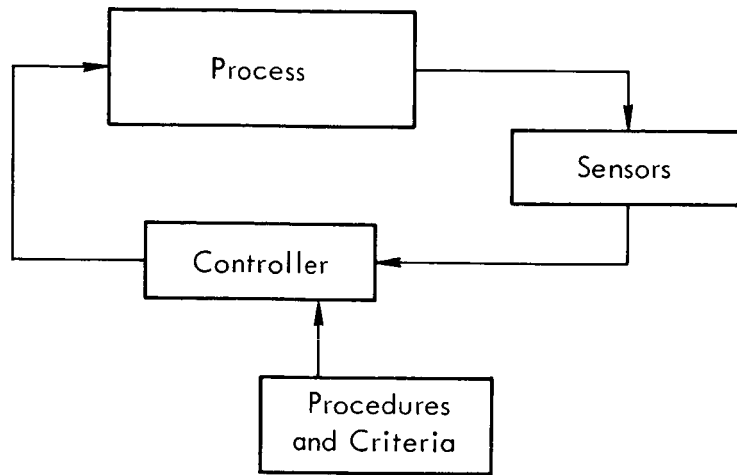 Process
Sensors
Controller
Procedures
and Criteria